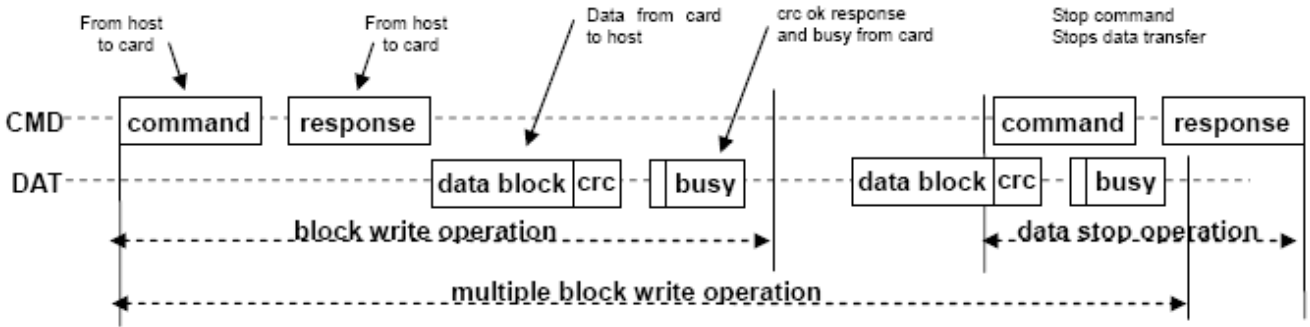 From host
to card
From host
to card
Data from card
to host
crc ok response
and busy from card
Stop command
Stops data transfer
CMD
command
response
command
response
DAT
data block
crc
busy
data block
crc
busy
block write operation
data stop operation
multiple block write operation